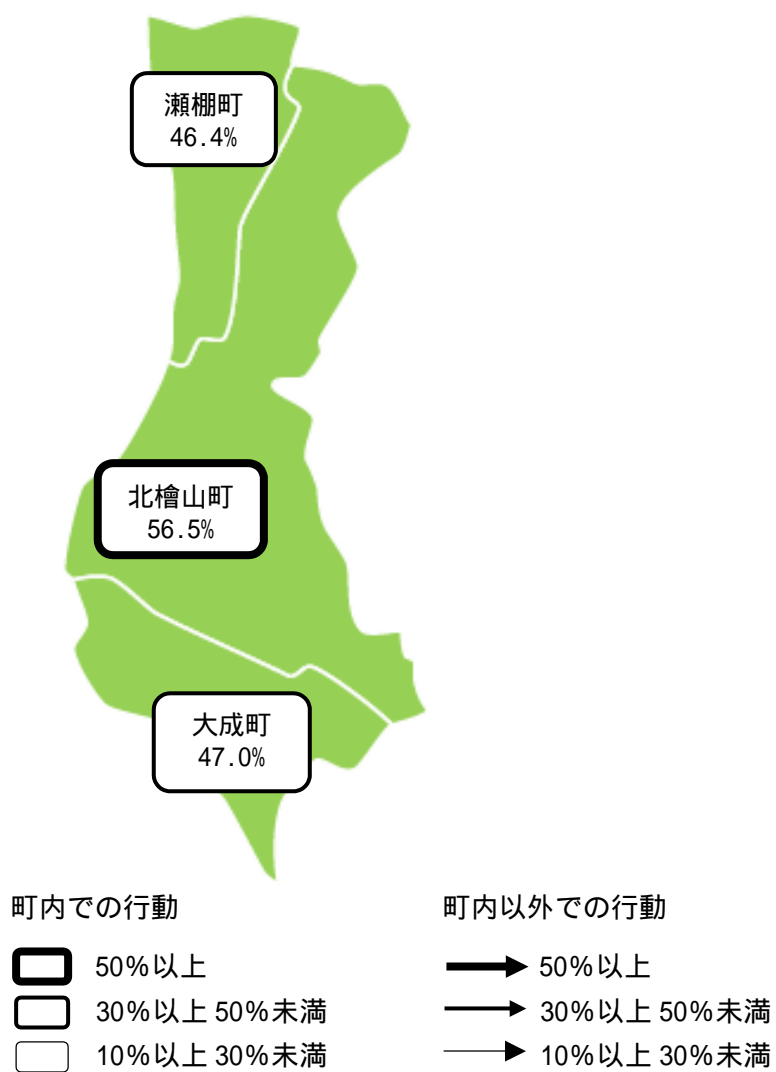 瀬棚町
46.4%
北檜山町
56.5%
大成町
47.0%
町内での行動
50%以上
30%以上 50%未満
10%以上 30%未満
町内以外での行動
50%以上
30%以上 50%未満
10%以上 30%未満